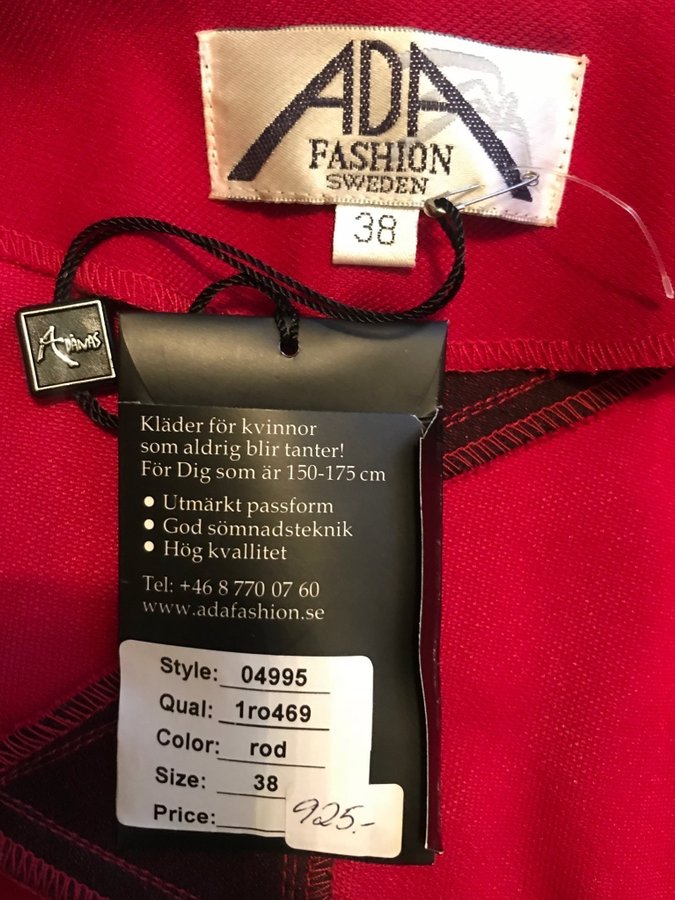 ADA
FASHION
SWEDEN
38
ADÀNAS
Kläder för kvinnor
som aldrig blir tanter!
För Dig som är 150-175 cm
• Utmärkt passform
• God sömnadsteknik
• Hög kvallitet
Tel: +46 8 770 07 60
www.adafashion.se
Style: 04995
Qual: 1ro469
Color: rod
Size: 38
Price: 925.-